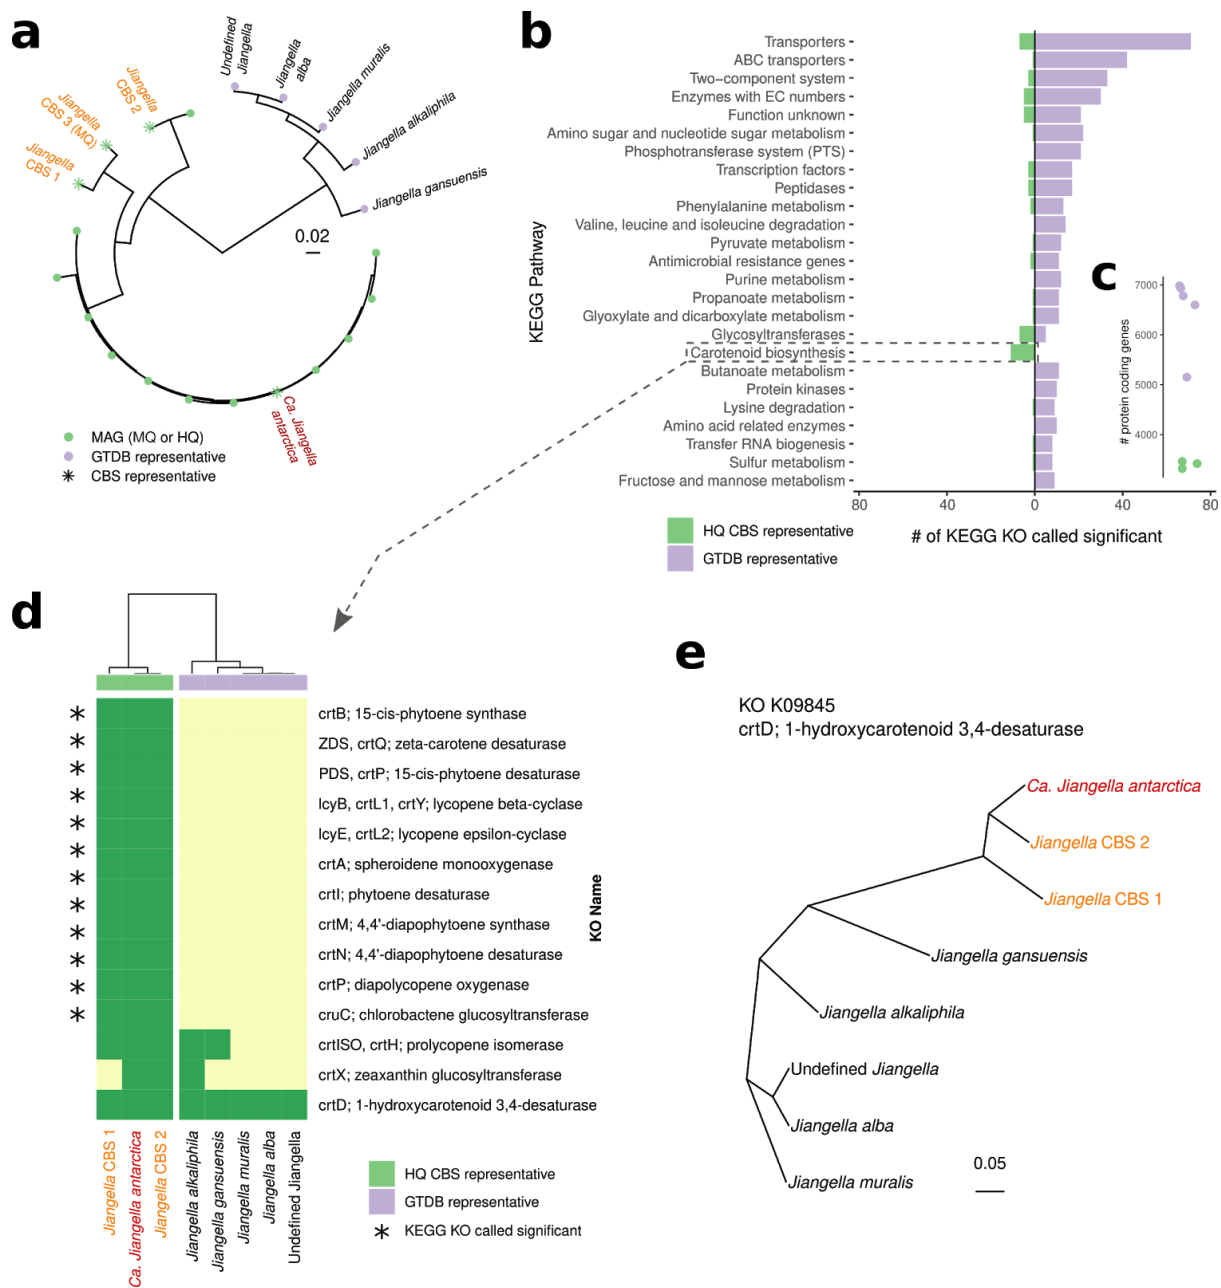 a
Undefined
Jiangella
Jiangella
alba
Jiangella muralis
Jiangella alkaliphila
Jiangella gansuensis
Jiangella
CBS 2
Jiangella
CBS 3 (MQ)
Jiangella
CBS 1
0.02
Ca. Jiangella
antarctica
MAG (MQ or HQ)
GTDB representative
CBS representative
b
KEGG Pathway
Transporters
ABC transporters
Two-component system
Enzymes with EC numbers
Function unknown
Amino sugar and nucleotide sugar metabolism
Phosphotransferase system (PTS)
Transcription factors
Peptidases
Phenylalanine metabolism
Valine, leucine and isoleucine degradation
Pyruvate metabolism
Antimicrobial resistance genes
Purine metabolism
Propanoate metabolism
Glyoxylate and dicarboxylate metabolism
Glycosyltransferases
Carotenoid biosynthesis
Butanoate metabolism
Protein kinases
Lysine degradation
Amino acid related enzymes
Transfer RNA biogenesis
Sulfur metabolism
Fructose and mannose metabolism
80 40 0 40 80
# of KEGG KO called significant
HQ CBS representative
GTDB representative
c
# protein coding genes
7000
6000
5000
4000
d
crtB; 15-cis-phytoene synthase
ZDS, crtQ; zeta-carotene desaturase
PDS, crtP; 15-cis-phytoene desaturase
lcyB, crtL1, crtY; lycopene beta-cyclase
lcyE, crtL2; lycopene epsilon-cyclase
crtA; spheroidene monooxygenase
crtI; phytoene desaturase
crtM; 4,4'-diapophytoene synthase
crtN; 4,4'-diapophytoene desaturase
crtP; diapolycopene oxygenase
cruC; chlorobactene glucosyltransferase
crtISO, crtH; prolycopene isomerase
crtX; zeaxanthin glucosyltransferase
crtD; 1-hydroxycarotenoid 3,4-desaturase
KO Name
Jiangella CBS 1
Ca. Jiangella antarctica
Jiangella CBS 2
Jiangella alkaliphila
Jiangella gansuensis
Jiangella muralis
Jiangella alba
Undefined Jiangella
HQ CBS representative
GTDB representative
KEGG KO called significant
e
KO K09845
crtD; 1-hydroxycarotenoid 3,4-desaturase
Ca. Jiangella antarctica
Jiangella CBS 2
Jiangella CBS 1
Jiangella gansuensis
Jiangella alkaliphila
Undefined Jiangella
Jiangella alba
Jiangella muralis
0.05